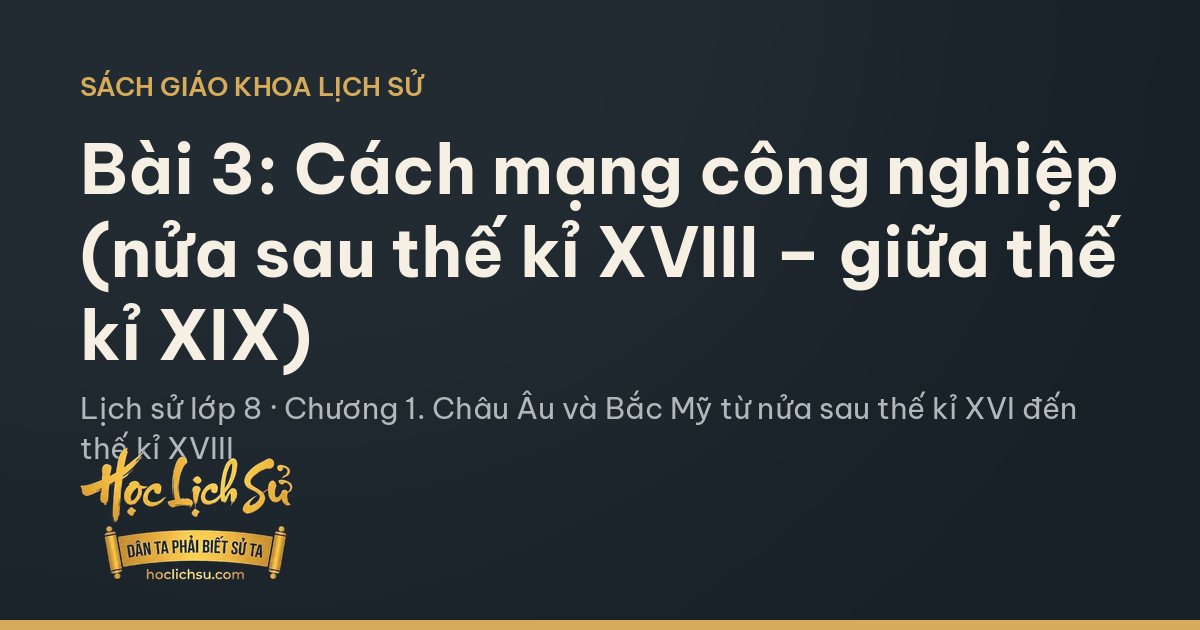 SÁCH GIÁO KHOA LỊCH SỬ
Bài 3: Cách mạng công nghiệp
(nửa sau thế kỉ XVIII – giữa thế
kỉ XIX)
Lịch sử lớp 8 · Chương 1. Châu Âu và Bắc Mỹ từ nửa sau thế kỉ XVI đến
thế kỉ XVIII
Học Lịch Sử
DÂN TA PHẢI BIẾT SỬ TA
hoclichsu.com